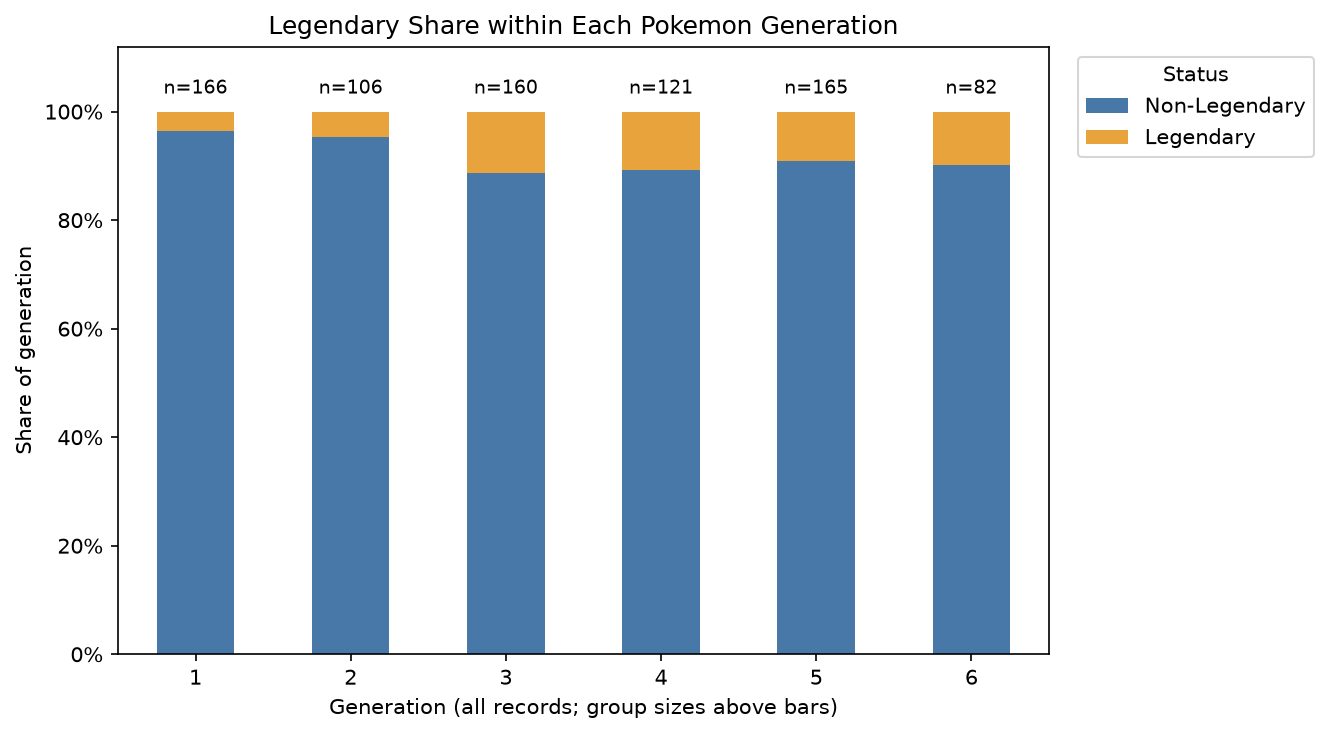 Legendary Share within Each Pokemon Generation
n=166 n=106 n=160 n=121 n=165 n=82
Status
Non-Legendary
Legendary
100%
80%
60%
40%
20%
0%
Share of generation
1 2 3 4 5 6
Generation (all records; group sizes above bars)